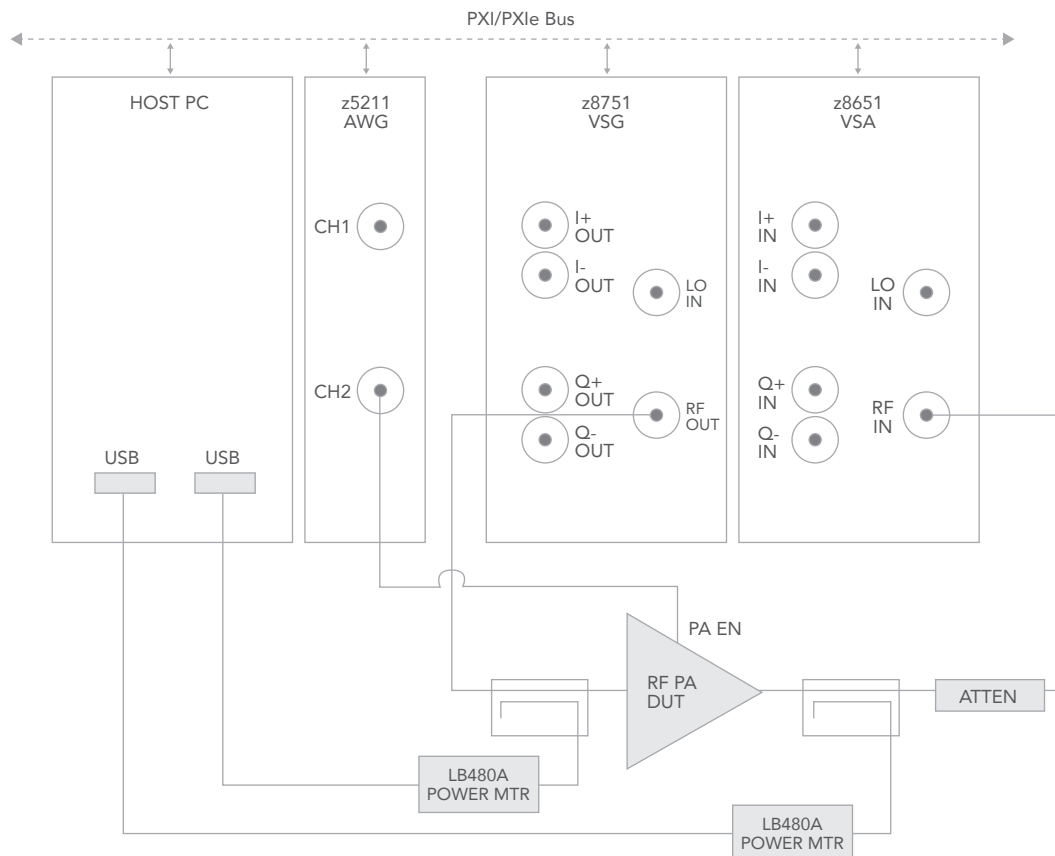 PXI/PXIe Bus
HOST PC
z5211
AWG
z8751
VSG
z8651
VSA
CH1
I+
OUT
I-
OUT
LO
IN
I+
IN
I-
IN
LO
IN
CH2
Q+
OUT
Q-
OUT
RF
OUT
Q+
IN
Q-
IN
RF
IN
USB
USB
PA EN
RF PA
DUT
ATTEN
LB480A
POWER MTR
LB480A
POWER MTR